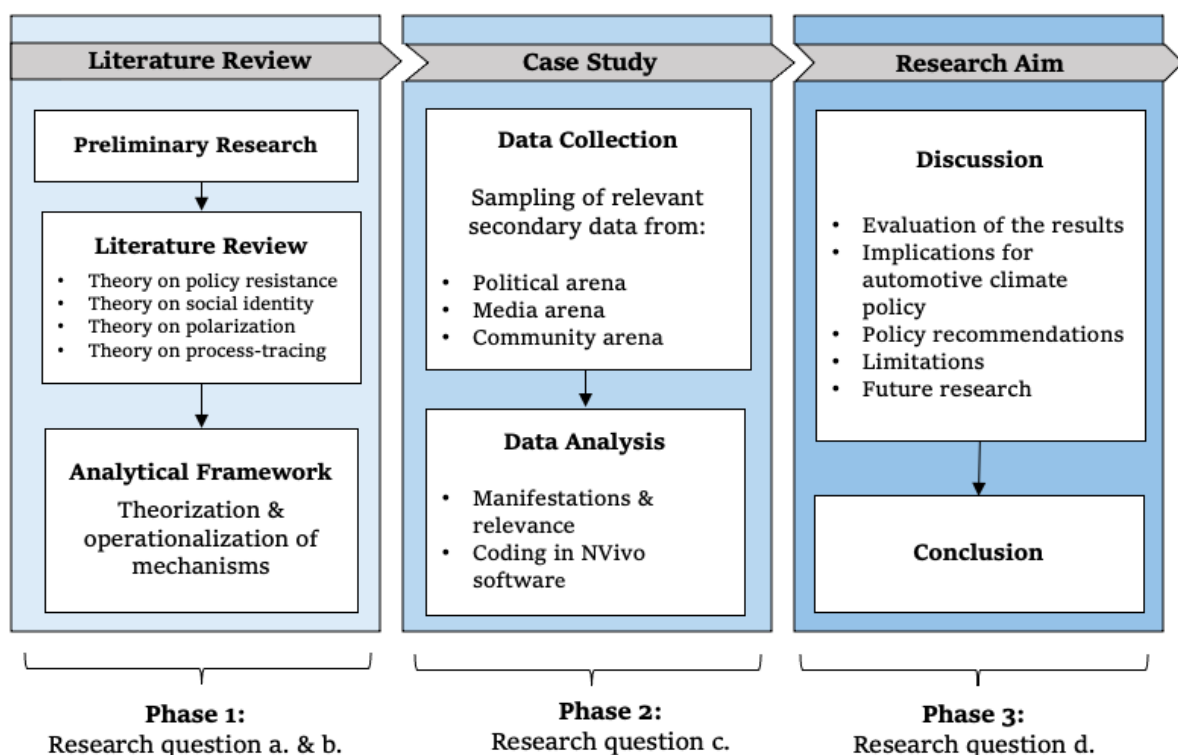 Literature Review
Preliminary Research
Literature Review
• Theory on policy resistance
• Theory on social identity
• Theory on polarization
• Theory on process-tracing
Analytical Framework
Theorization &
operationalization of
mechanisms
Phase 1:
Research question a. & b.
Case Study
Data Collection
Sampling of relevant
secondary data from:
• Political arena
• Media arena
• Community arena
Data Analysis
• Manifestations &
relevance
• Coding in NVivo
software
Phase 2:
Research question c.
Research Aim
Discussion
• Evaluation of the results
• Implications for
automotive climate
policy
• Policy recommendations
• Limitations
• Future research
Conclusion
Phase 3:
Research question d.